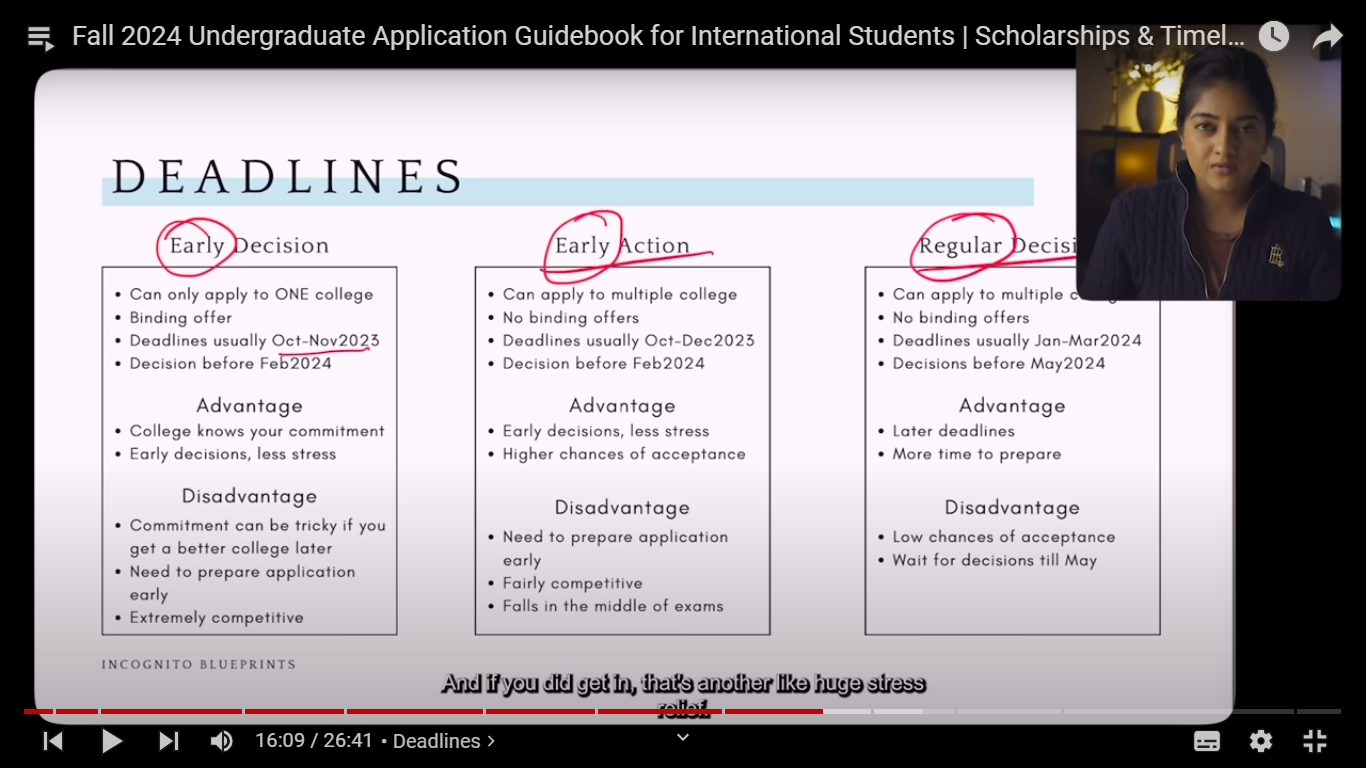 Fall 2024 Undergraduate Application Guidebook for International Students | Scholarships & Timel...
DEADLINES
Early Decision
Can only apply to ONE college
Binding offer
Deadlines usually Oct-Nov2023
Decision before Feb2024
Advantage
College knows your commitment
Early decisions, less stress
Disadvantage
Commitment can be tricky if you
get a better college later
Need to prepare application
early
Extremely competitive
Early Action
Can apply to multiple college
No binding offers
Deadlines usually Oct-Dec2023
Decision before Feb2024
Advantage
Early decisions, less stress
Higher chances of acceptance
Disadvantage
Need to prepare application
early
Fairly competitive
Falls in the middle of exams
Regular Decisi
Can apply to multiple
No binding offers
Deadlines usually Jan-Mar2024
Decisions before May2024
Advantage
Later deadlines
More time to prepare
Disadvantage
Low chances of acceptance
Wait for decisions till May
INCOGNITO BLUEPRINTS
And if you did get in, that's another like huge stress
relief.
16:09 / 26:41 • Deadlines >